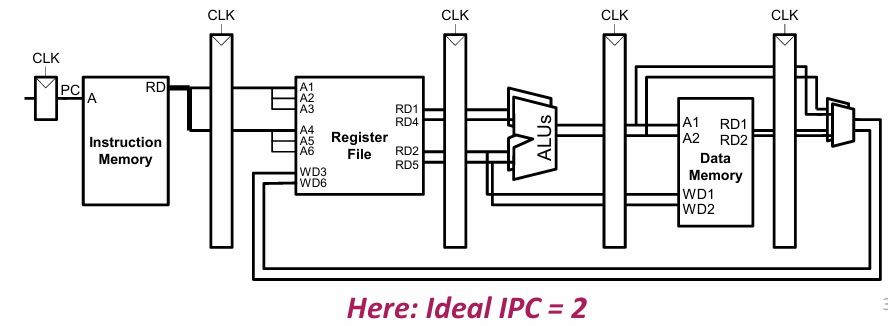 CLK
CLK
CLK
CLK
CLK
PC
A
RD
Instruction
Memory
A1
A2
A3
A4
A5
A6
WD3
WD6
Register
File
RD1
RD4
RD2
RD5
ALUs
A1
A2
RD1
RD2
Data
Memory
WD1
WD2
Here: Ideal IPC = 2